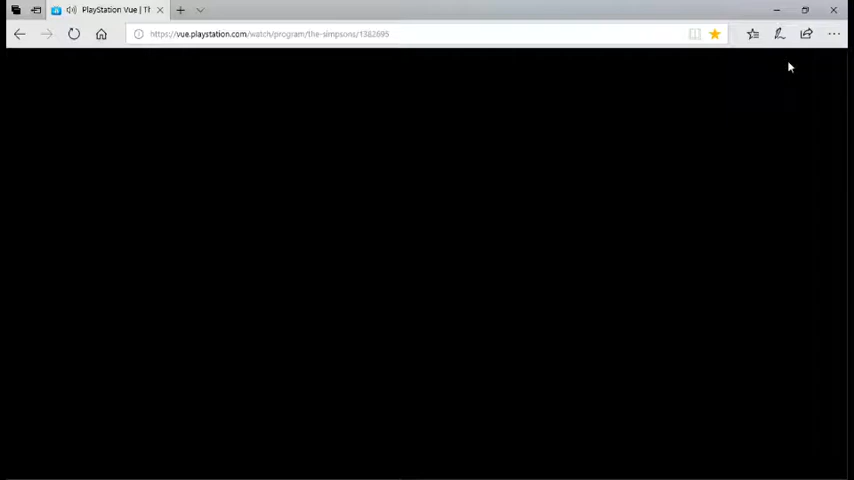 PlayStation Vue | Th
https://vue.playstation.com/watch/program/the-simpsons/1382695